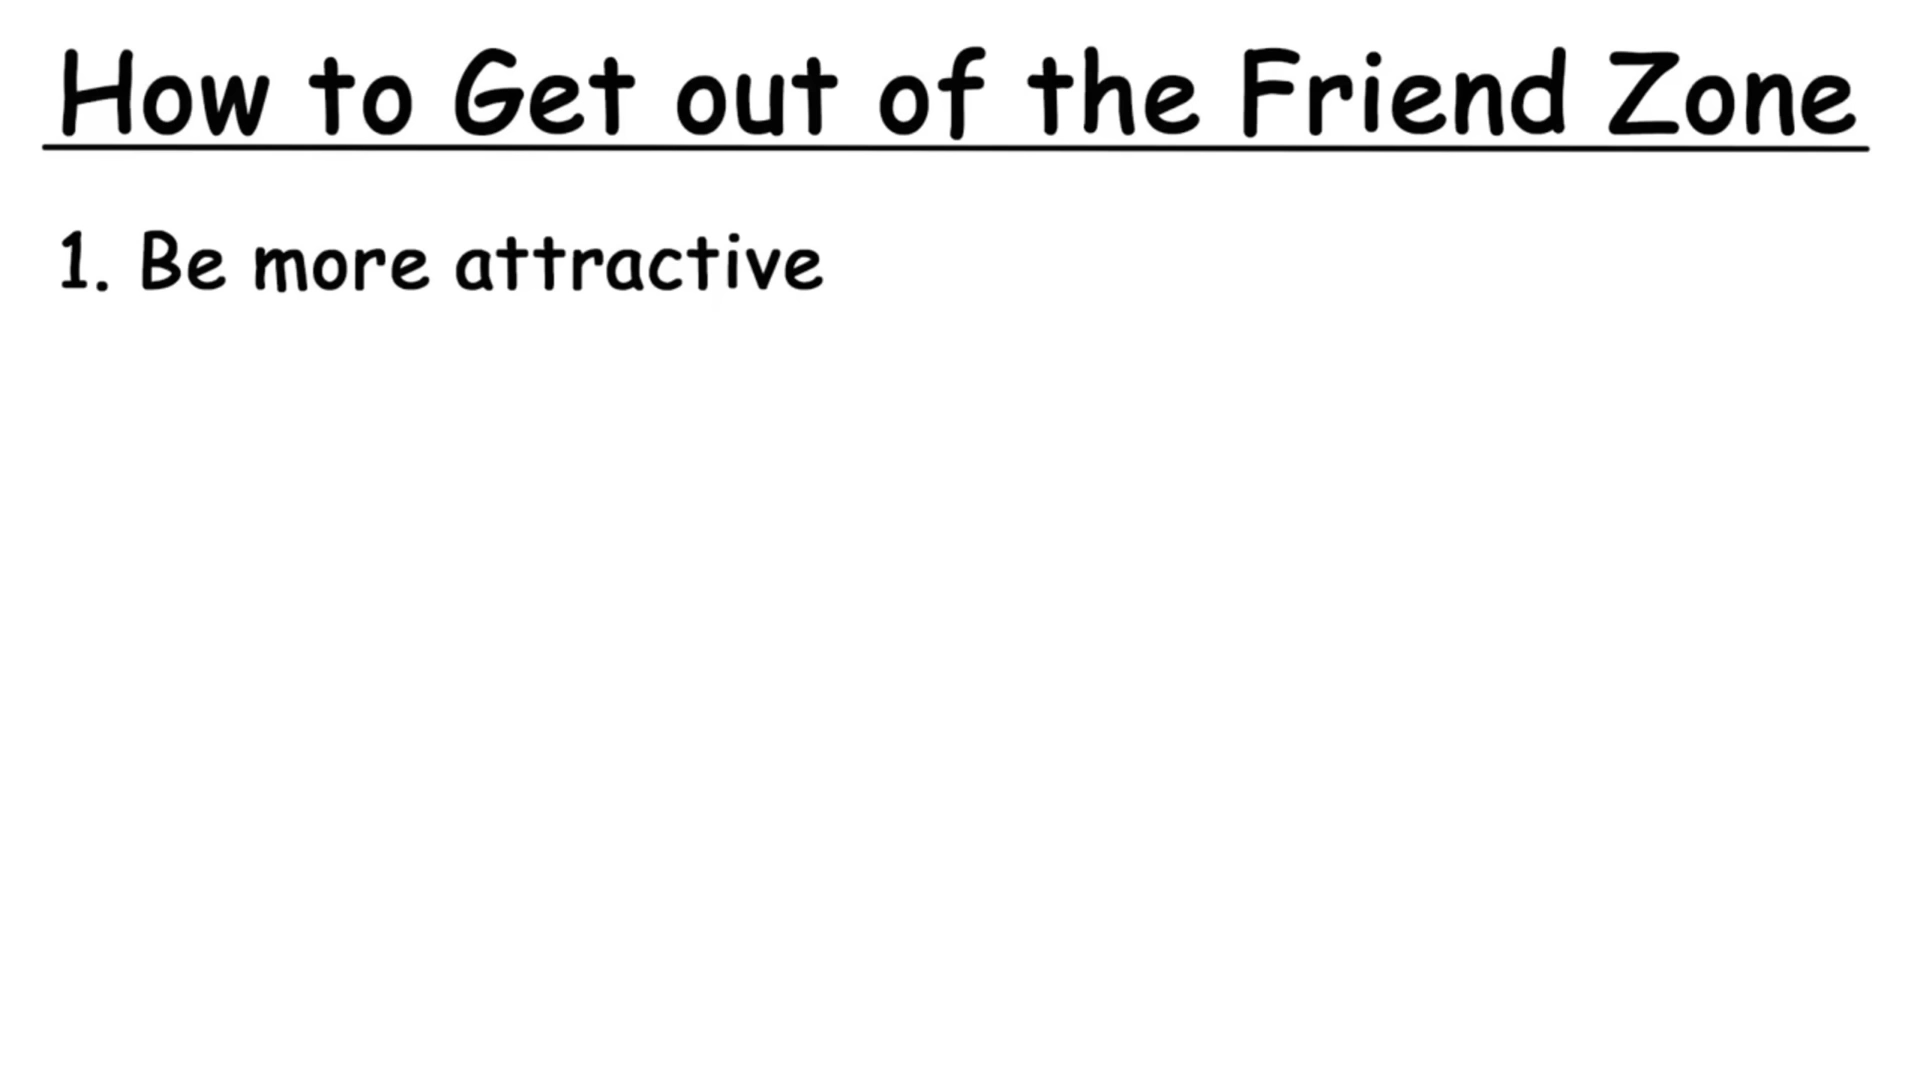 How to Get out of the Friend Zone
1. Be more attractive